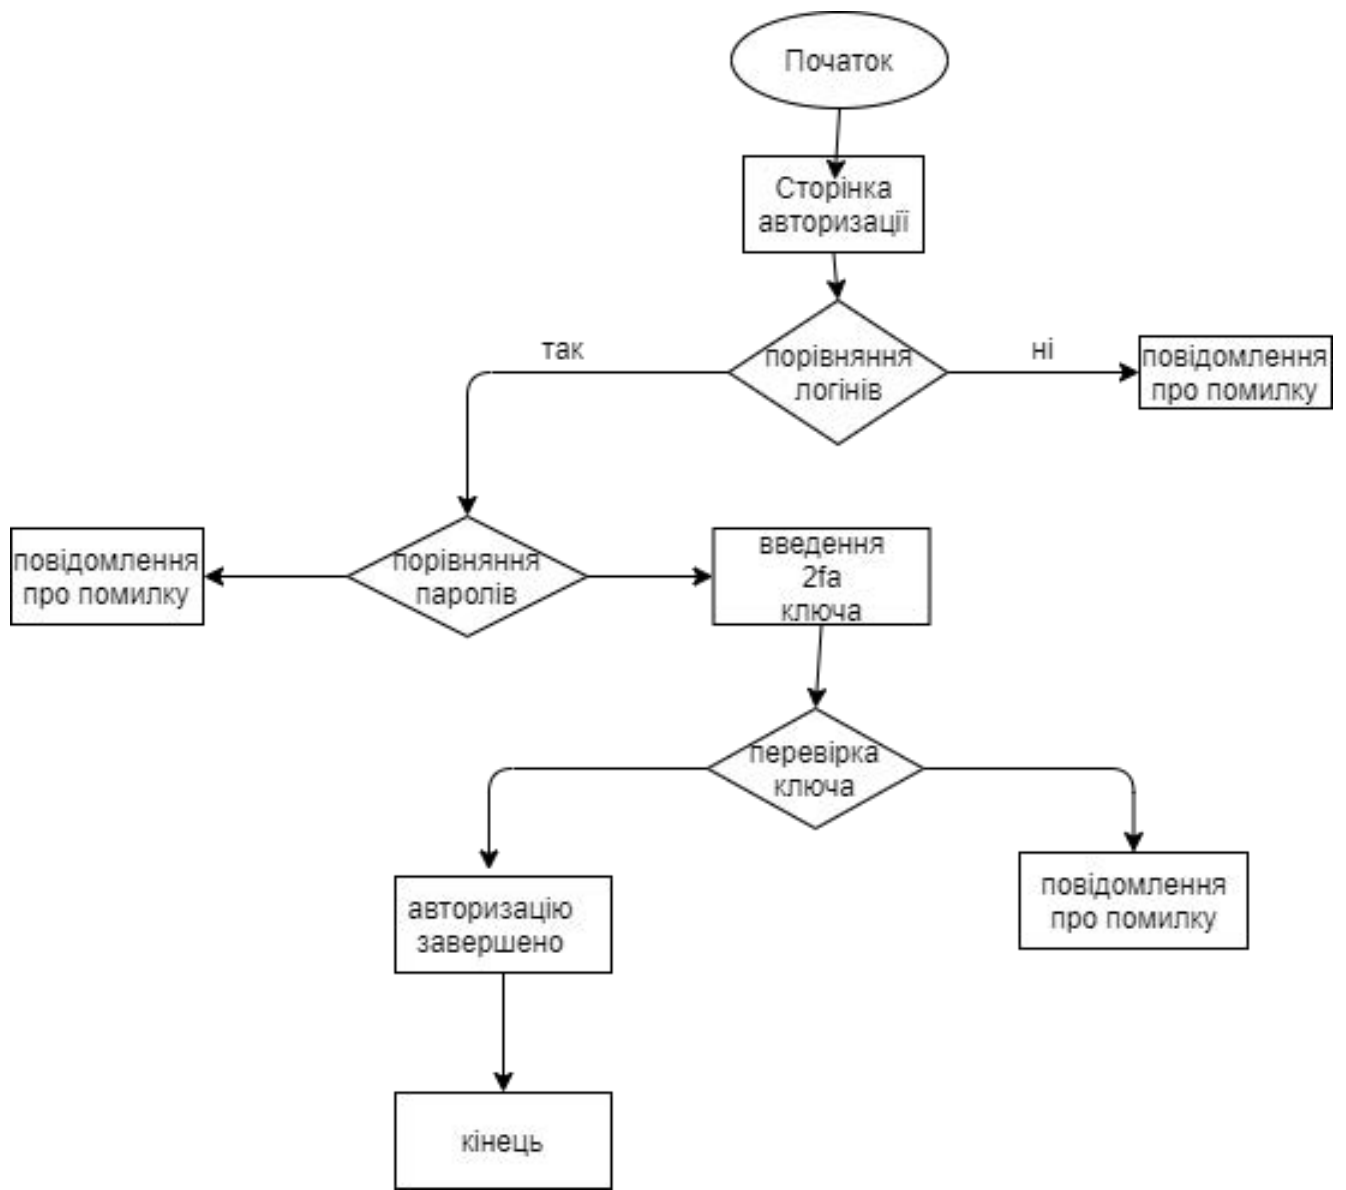 Початок
Сторінка
авторизації
так
порівняння
логінів
ні
повідомлення
про помилку
повідомлення
про помилку
порівняння
паролів
введення
2fa
ключа
перевірка
ключа
авторизацію
завершено
повідомлення
про помилку
кінець